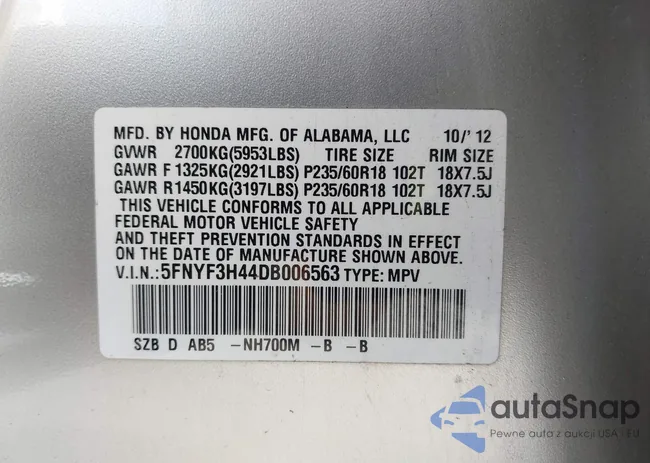 MFD. BY HONDA MFG. OF ALABAMA, LLC 10/'12
GVWR 2700KG(5953LBS) TIRE SIZE RIM SIZE
GAWR F 1325KG(2921LBS) P235/60R18 102T 18X7.5J
GAWR R1450KG(3197LBS) P235/60R18 102T 18X7.5J
THIS VEHICLE CONFORMS TO ALL APPLICABLE
FEDERAL MOTOR VEHICLE SAFETY
AND THEFT PREVENTION STANDARDS IN EFFECT
ON THE DATE OF MANUFACTURE SHOWN ABOVE.
V.I.N.:5FNYF3H44DB006563 TYPE: MPV
SZB D AB5 -NH700M -B -B
autaSnap
Pewne auta z aukcji USA - EU